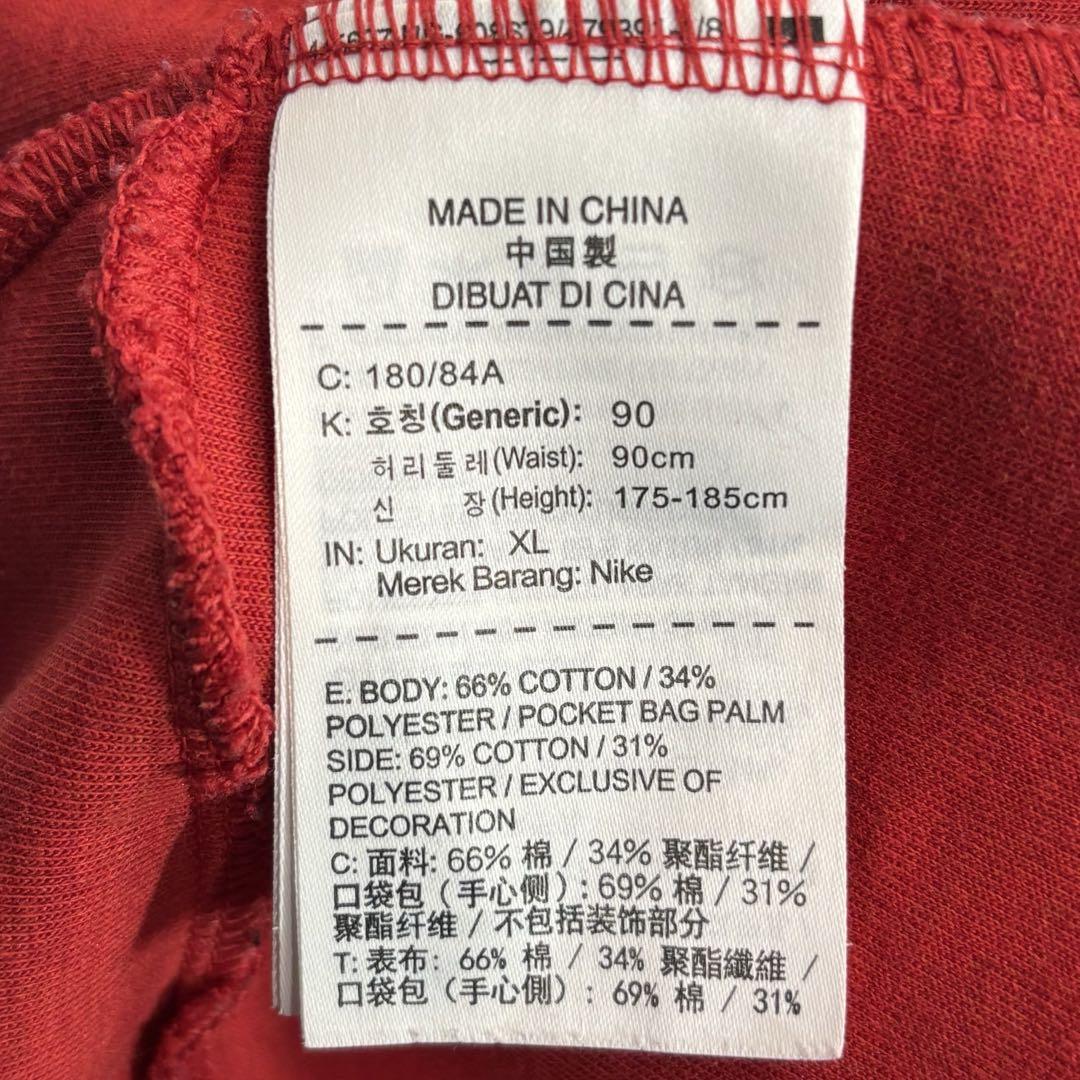 MADE IN CHINA
中国製
DIBUAT DI CINA
C: 180/84A
K: 호칭(Generic): 90
허리둘레(Waist): 90cm
신 장(Height): 175-185cm
IN: Ukuran: XL
Merek Barang: Nike
E: BODY: 66% COTTON / 34%
POLYESTER / POCKET BAG PALM
SIDE: 69% COTTON / 31%
POLYESTER / EXCLUSIVE OF
DECORATION
C: 面料: 66% 棉 / 34% 聚酯纤维 /
口袋包（手心侧）: 69% 棉 / 31%
聚酯纤维 / 不包括装饰部分
T: 表布: 66% 棉 / 34% 聚酯纖維 /
口袋包（手心側）: 69% 棉 / 31%